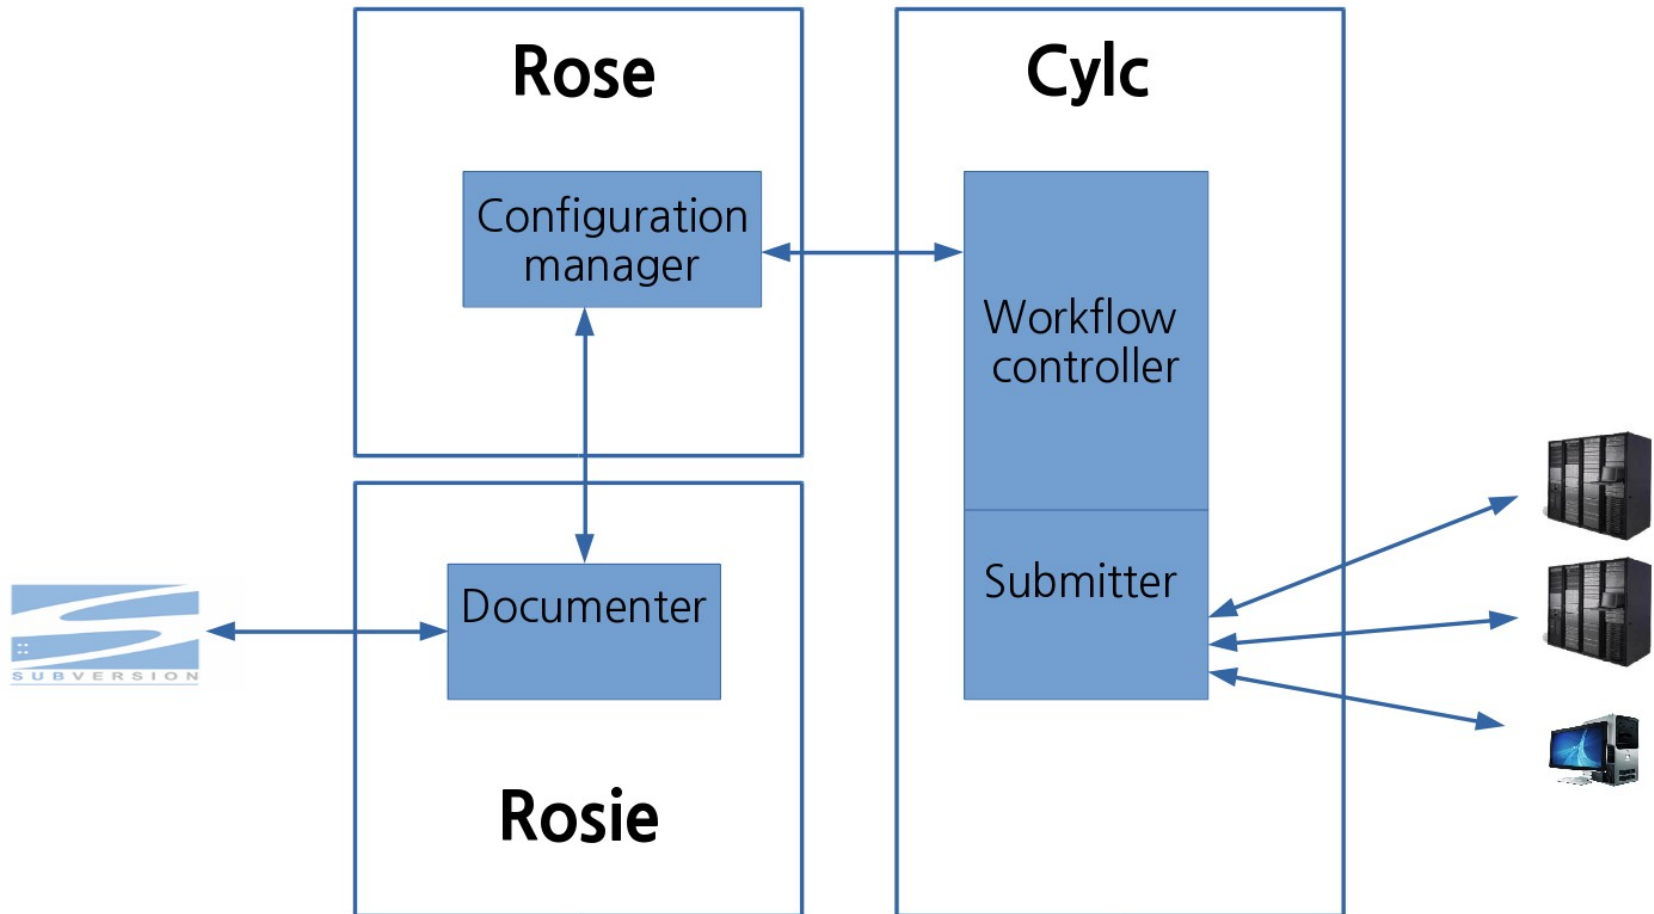 Rose
Configuration
manager
Cylc
Workflow
controller
Submitter
Documenter
SUBVERSION
Rosie